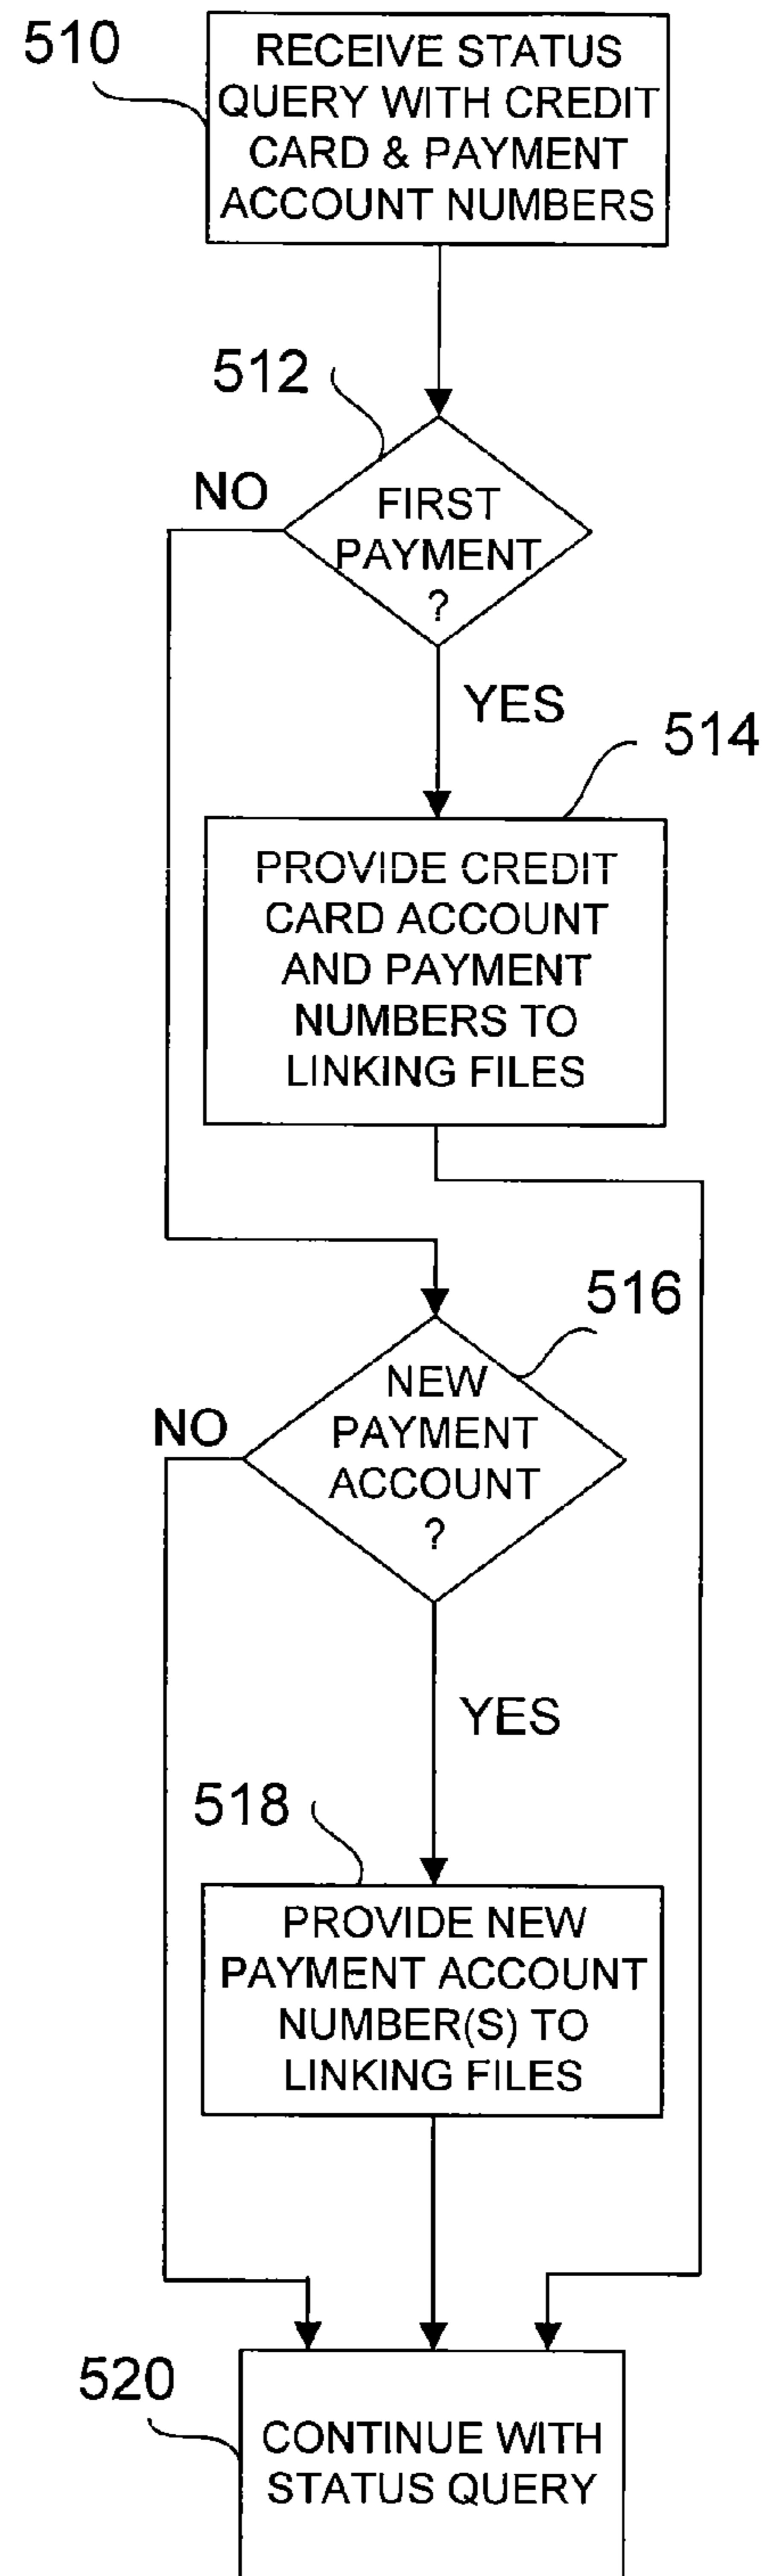 510
RECEIVE STATUS
QUERY WITH CREDIT
CARD & PAYMENT
ACCOUNT NUMBERS
512
NO
FIRST
PAYMENT
?
YES
514
PROVIDE CREDIT
CARD ACCOUNT
AND PAYMENT
NUMBERS TO
LINKING FILES
516
NO
NEW
PAYMENT
ACCOUNT
?
YES
518
PROVIDE NEW
PAYMENT ACCOUNT
NUMBER(S) TO
LINKING FILES
520
CONTINUE WITH
STATUS QUERY